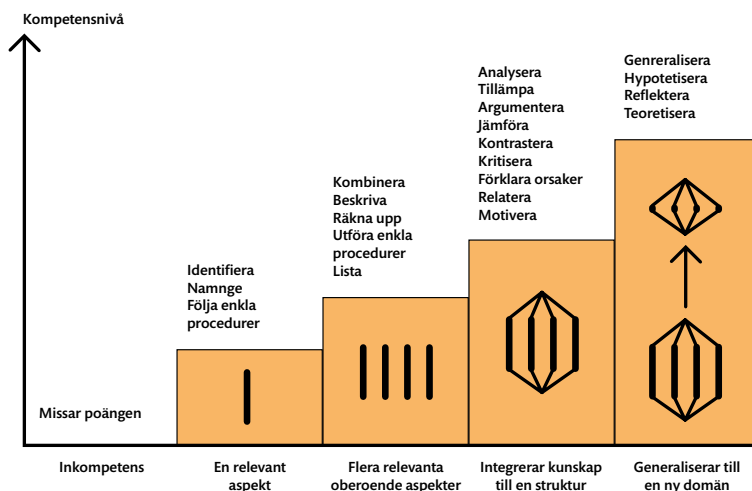 Kompetensnivå
Missar poängen
Identifiera
Namnge
Följa enkla
procedurer
Kombinera
Beskriva
Räkna upp
Utföra enkla
procedurer
Lista
Analysera
Tillämpa
Argumentera
Jämföra
Kontrastera
Kritisera
Förklara orsaker
Relatera
Motivera
Genreralisera
Hypotetisera
Reflektera
Teoretisera
Inkompetens
En relevant
aspekt
Flera relevanta
oberoende aspekter
Integrerar kunskap
till en struktur
Generaliserar till
en ny domän